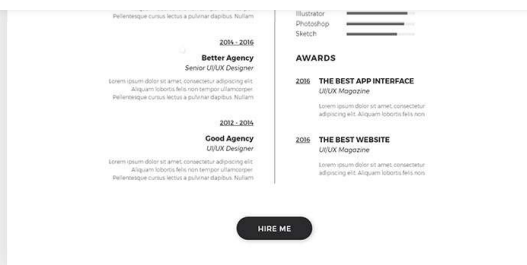 Pellentesque cursus lectus a pulvinar dapibus. Nullam
2014 - 2016
Better Agency
Senior UI/UX Designer
Lorem ipsum dolor sit amet, consectetur adipiscing elit.
Aliquam lobortis felis non tempor ullamcorper.
Pellentesque cursus lectus a pulvinar dapibus. Nullam
2012 - 2014
Good Agency
UI/UX Designer
Lorem ipsum dolor sit amet, consectetur adipiscing elit.
Aliquam lobortis felis non tempor ullamcorper.
Pellentesque cursus lectus a pulvinar dapibus. Nullam
Illustrator
Photoshop
Sketch
AWARDS
2016 THE BEST APP INTERFACE
UI/UX Magazine
Lorem ipsum dolor sit amet, consectetur
adipiscing elit. Aliquam lobortis felis non
2016 THE BEST WEBSITE
UI/UX Magazine
Lorem ipsum dolor sit amet, consectetur
adipiscing elit. Aliquam lobortis felis non
HIRE ME